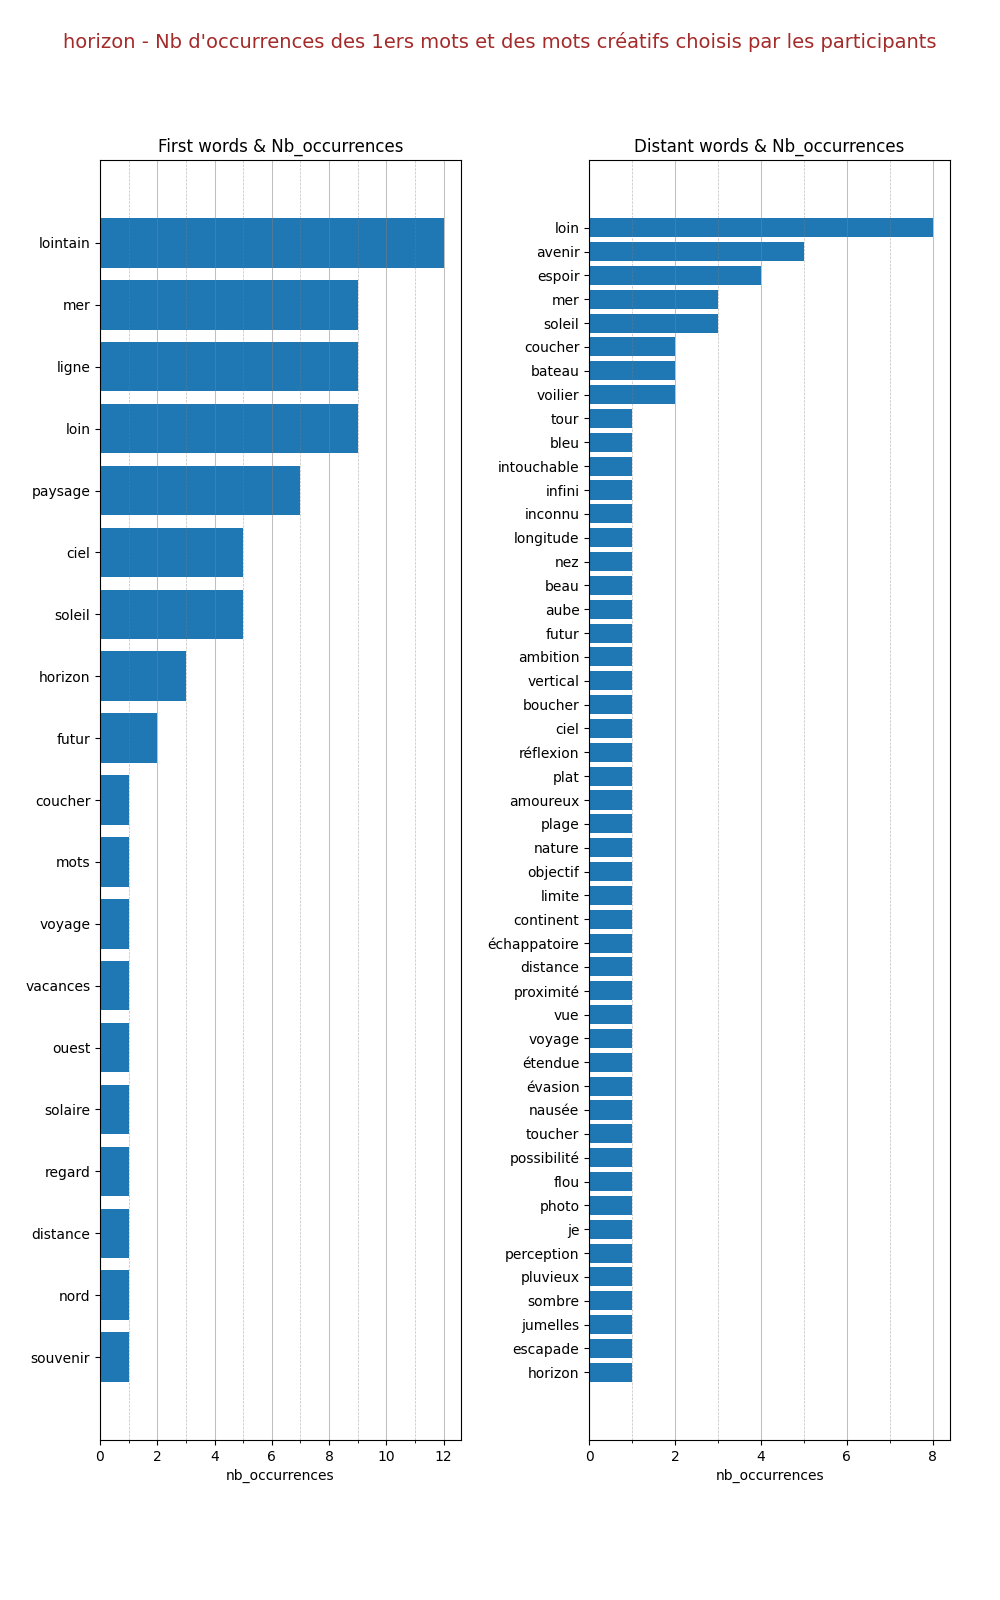 horizon - Nb d'occurrences des 1ers mots et des mots créatifs choisis par les participants
First words & Nb_occurrences
lointain
mer
ligne
loin
paysage
ciel
soleil
horizon
futur
coucher
mots
voyage
vacances
ouest
solaire
regard
distance
nord
souvenir
0 2 4 6 8 10 12
nb_occurrences
Distant words & Nb_occurrences
loin
avenir
espoir
mer
soleil
coucher
bateau
voilier
tour
bleu
intouchable
infini
inconnu
longitude
nez
beau
aube
futur
ambition
vertical
boucher
ciel
réflexion
plat
amoureux
plage
nature
objectif
limite
continent
échappatoire
distance
proximité
vue
voyage
étendue
évasion
nausée
toucher
possibilité
flou
photo
je
perception
pluvieux
sombre
jumelles
escapade
horizon
0 2 4 6 8
nb_occurrences